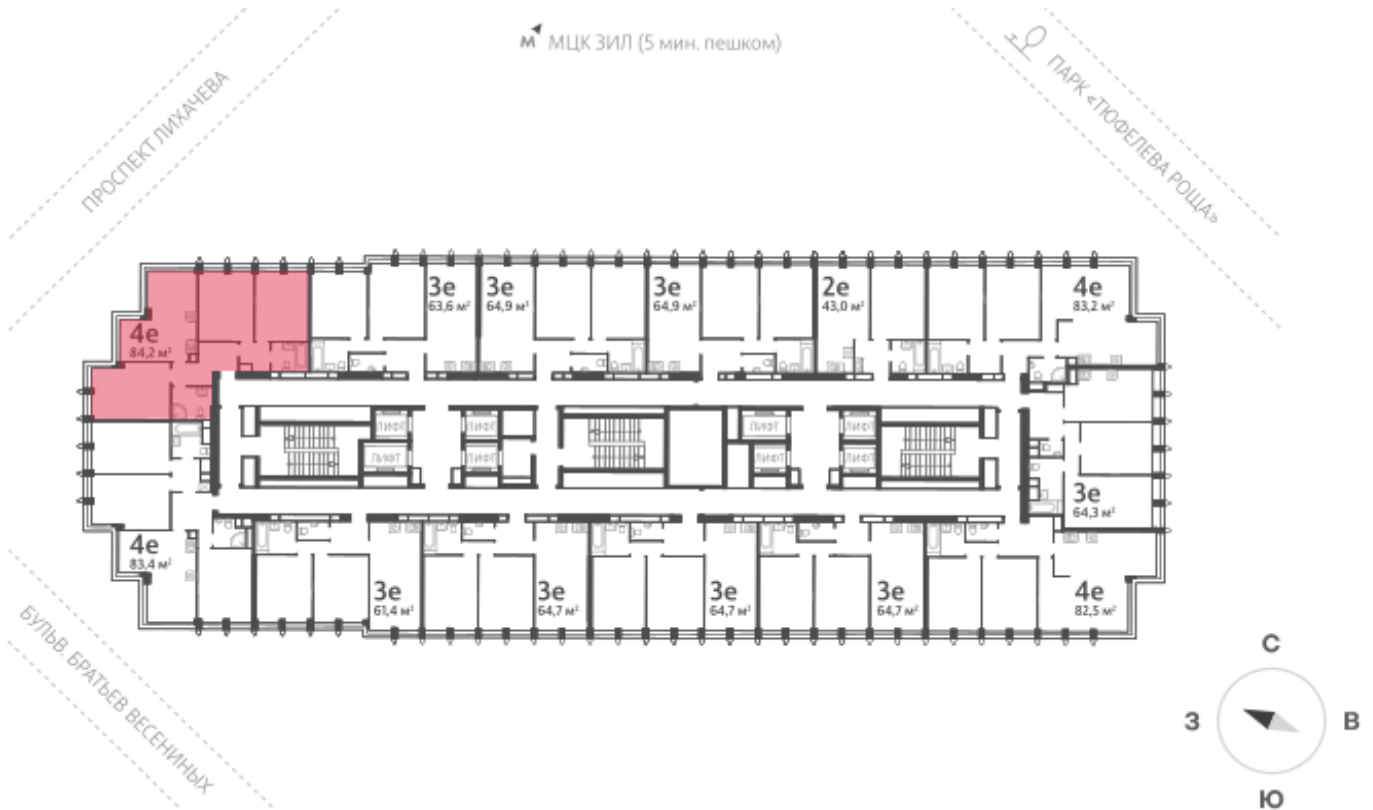 М МЦК ЗИЛ (5 мин. пешком)
ПРОСПЕКТ ЛИХАЧЕВА
ПАРК «ТЮФЕЛЕВА РОЩА»
4е
84,2 м²
3е
63,6 м²
3е
64,9 м²
3е
64,9 м²
2е
43,0 м²
4е
83,2 м²
ЛИФТ
ЛИФТ
ЛИФТ
ЛИФТ
ЛИФТ
ЛИФТ
ЛИФТ
ЛИФТ
3е
64,3 м²
4е
83,4 м²
3е
61,4 м²
3е
64,7 м²
3е
64,7 м²
3е
64,7 м²
4е
82,5 м²
БУЛЬВ. БРАТЬЕВ ВЕСЕНИНЫХ
С
З
В
Ю